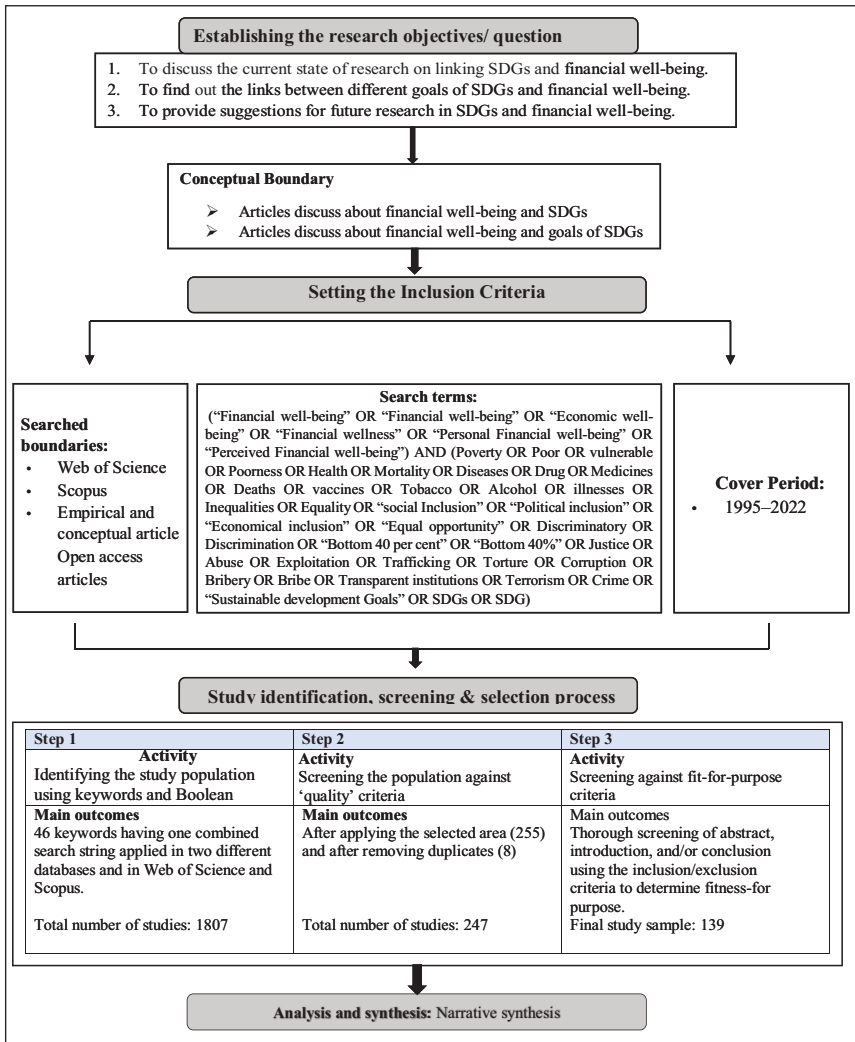 Establishing the research objectives/ question
1. To discuss the current state of research on linking SDGs and financial well-being.
2. To find out the links between different goals of SDGs and financial well-being.
3. To provide suggestions for future research in SDGs and financial well-being.
Conceptual Boundary
➢ Articles discuss about financial well-being and SDGs
➢ Articles discuss about financial well-being and goals of SDGs
Setting the Inclusion Criteria
Searched
boundaries:
• Web of Science
• Scopus
• Empirical and
conceptual article
Open access
articles
Search terms:
(“Financial well-being” OR “Financial well-being” OR “Economic well-
being” OR “Financial wellness” OR “Personal Financial well-being” OR
“Perceived Financial well-being”) AND (Poverty OR Poor OR vulnerable
OR Poorness OR Health OR Mortality OR Diseases OR Drug OR Medicines
OR Deaths OR vaccines OR Tobacco OR Alcohol OR illnesses OR
Inequalities OR Equality OR “social Inclusion” OR “Political inclusion” OR
“Economical inclusion” OR “Equal opportunity” OR Discriminatory OR
Discrimination OR “Bottom 40 per cent” OR “Bottom 40%” OR Justice OR
Abuse OR Exploitation OR Trafficking OR Torture OR Corruption OR
Bribery OR Bribe OR Transparent institutions OR Terrorism OR Crime OR
“Sustainable development Goals” OR SDGs OR SDG)
Cover Period:
• 1995–2022
Study identification, screening & selection process
Step 1
Activity
Identifying the study population
using keywords and Boolean
Main outcomes
46 keywords having one combined
search string applied in two different
databases and in Web of Science and
Scopus.
Total number of studies: 1807
Step 2
Activity
Screening the population against
‘quality’ criteria
Main outcomes
After applying the selected area (255)
and after removing duplicates (8)
Total number of studies: 247
Step 3
Activity
Screening against fit-for-purpose
criteria
Main outcomes
Thorough screening of abstract,
introduction, and/or conclusion
using the inclusion/exclusion
criteria to determine fitness-for
purpose.
Final study sample: 139
Analysis and synthesis: Narrative synthesis